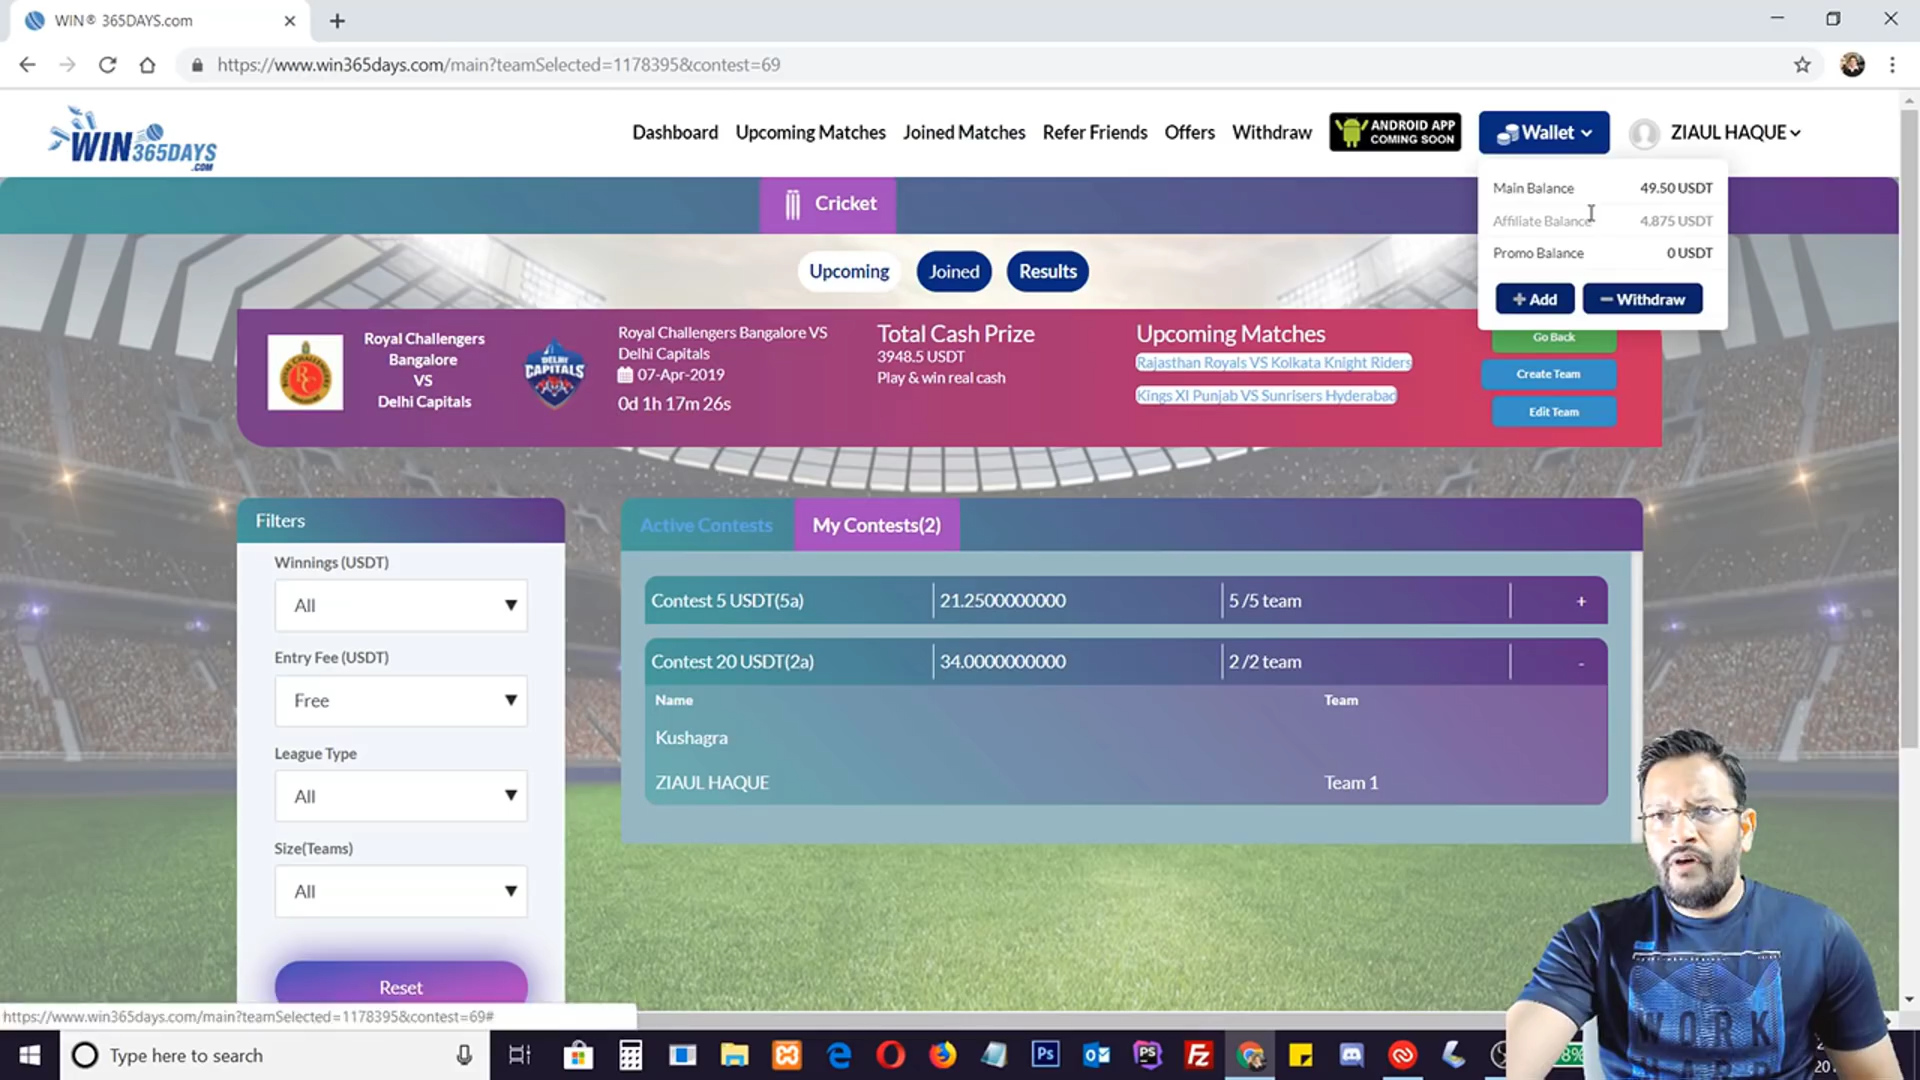 WIN® 365DAYS.com
https://www.win365days.com/main?teamSelected=1178395&contest=69
WIN365DAYS
.COM
Dashboard
Upcoming Matches
Joined Matches
Refer Friends
Offers
Withdraw
ANDROID APP
COMING SOON
Wallet
ZIAUL HAQUE
Main Balance 49.50 USDT
Affiliate Balance 4.875 USDT
Promo Balance 0 USDT
+ Add
Withdraw
Cricket
Upcoming
Joined
Results
Royal Challengers
Bangalore
VS
Delhi Capitals
DELHI
CAPITALS
Royal Challengers Bangalore VS
Delhi Capitals
07-Apr-2019
0d 1h 17m 26s
Total Cash Prize
3948.5 USDT
Play & win real cash
Upcoming Matches
Rajasthan Royals VS Kolkata Knight Riders
Kings XI Punjab VS Sunrisers Hyderabad
Go Back
Create Team
Edit Team
Filters
Winnings (USDT)
All
Entry Fee (USDT)
Free
League Type
All
Size(Teams)
All
Reset
Active Contests
My Contests(2)
Contest 5 USDT(5a) 21.2500000000 5 /5 team +
Contest 20 USDT(2a) 34.0000000000 2 /2 team -
Name Team
Kushagra
ZIAUL HAQUE Team 1
https://www.win365days.com/main?teamSelected=1178395&contest=69#
Type here to search
Ps
PS
FZ
WORK